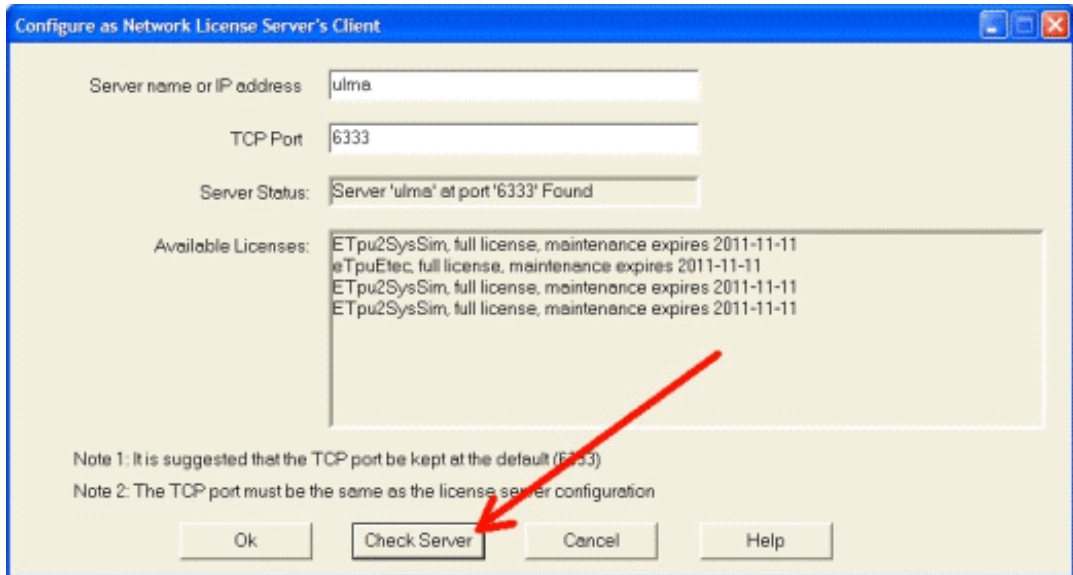 Configure as Network License Server's Client
Server name or IP address ulma
TCP Port 6333
Server Status: Server 'ulma' at port '6333' Found
Available Licenses: ETpu2SysSim, full license, maintenance expires 2011-11-11
eTpuEtec, full license, maintenance expires 2011-11-11
ETpu2SysSim, full license, maintenance expires 2011-11-11
ETpu2SysSim, full license, maintenance expires 2011-11-11
Note 1: It is suggested that the TCP port be kept at the default (6333)
Note 2: The TCP port must be the same as the license server configuration
Ok Check Server Cancel Help